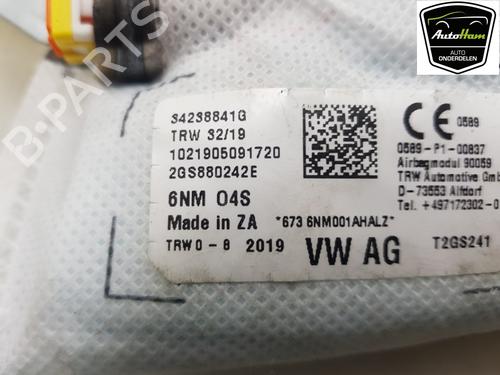 AutoHam
AUTO
ONDERDELEN
34238841G
TRW 32/19
1021905091720
2GS880242E
6NM 04S
Made in ZA
*673 6NM001AHALZ*
TRW 0 - 8 2019
VW AG
CE 0589
0589-P1-00837
Airbagmodul 90059
TRW Automotive GmbH
D-73553 Alfdorf
Tel. +497172302-0
T2GS241
B-Parts